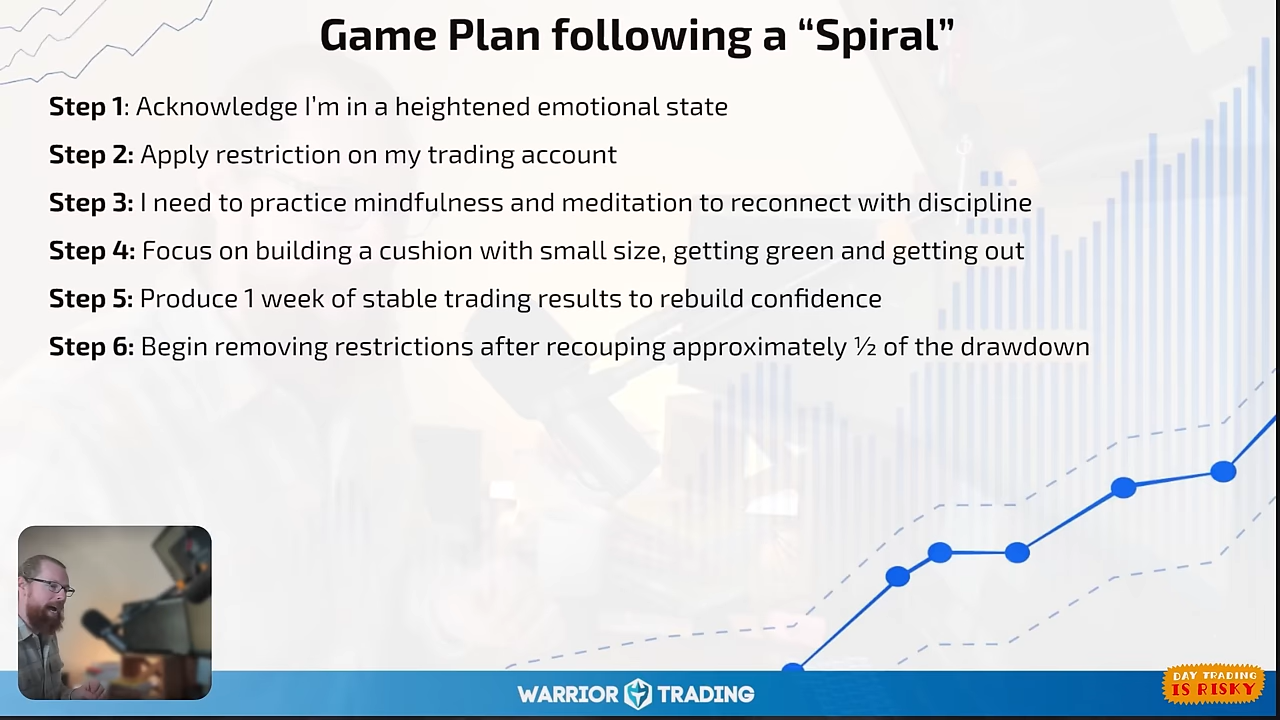 Game Plan following a “Spiral”
Step 1: Acknowledge I’m in a heightened emotional state
Step 2: Apply restriction on my trading account
Step 3: I need to practice mindfulness and meditation to reconnect with discipline
Step 4: Focus on building a cushion with small size, getting green and getting out
Step 5: Produce 1 week of stable trading results to rebuild confidence
Step 6: Begin removing restrictions after recouping approximately ½ of the drawdown
WARRIOR TRADING
DAY TRADING
IS RISKY